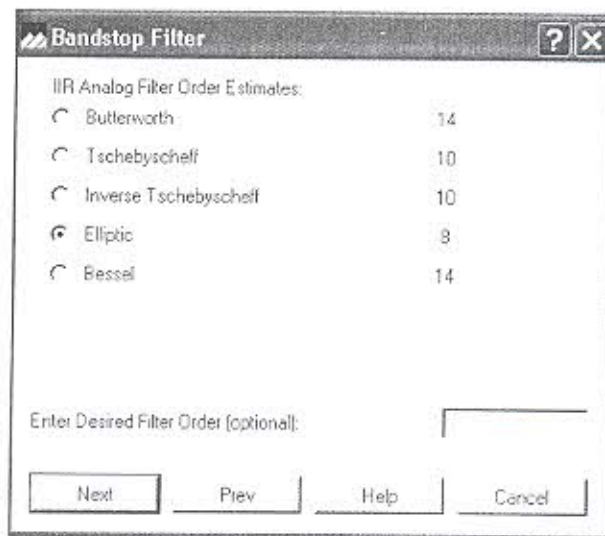 Bandstop Filter
IIR Analog Filter Order Estimates:
Butterworth 14
Tschebyscheff 10
Inverse Tschebyscheff 10
Elliptic 8
Bessel 14
Enter Desired Filter Order (optional):
Next Prev Help Cancel